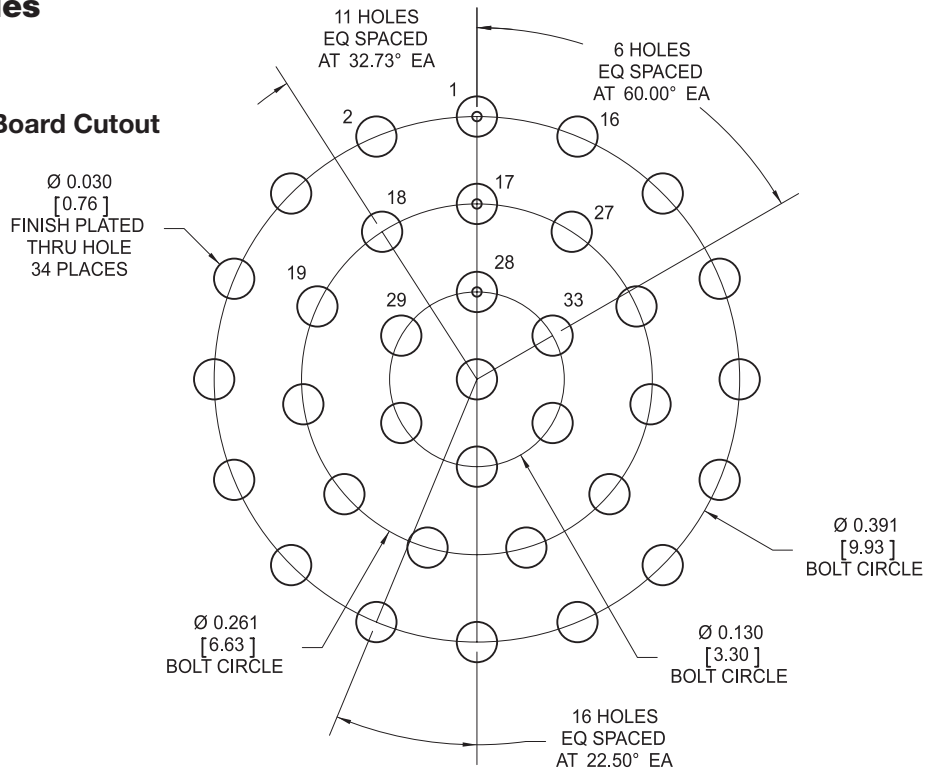 11 HOLES
EQ SPACED
AT 32.73° EA
6 HOLES
EQ SPACED
AT 60.00° EA
Board Cutout
Ø 0.030
[0.76]
FINISH PLATED
THRU HOLE
34 PLACES
1
2
16
17
18
27
19
28
29
33
Ø 0.391
[9.93]
BOLT CIRCLE
Ø 0.261
[6.63]
BOLT CIRCLE
Ø 0.130
[3.30]
BOLT CIRCLE
16 HOLES
EQ SPACED
AT 22.50° EA